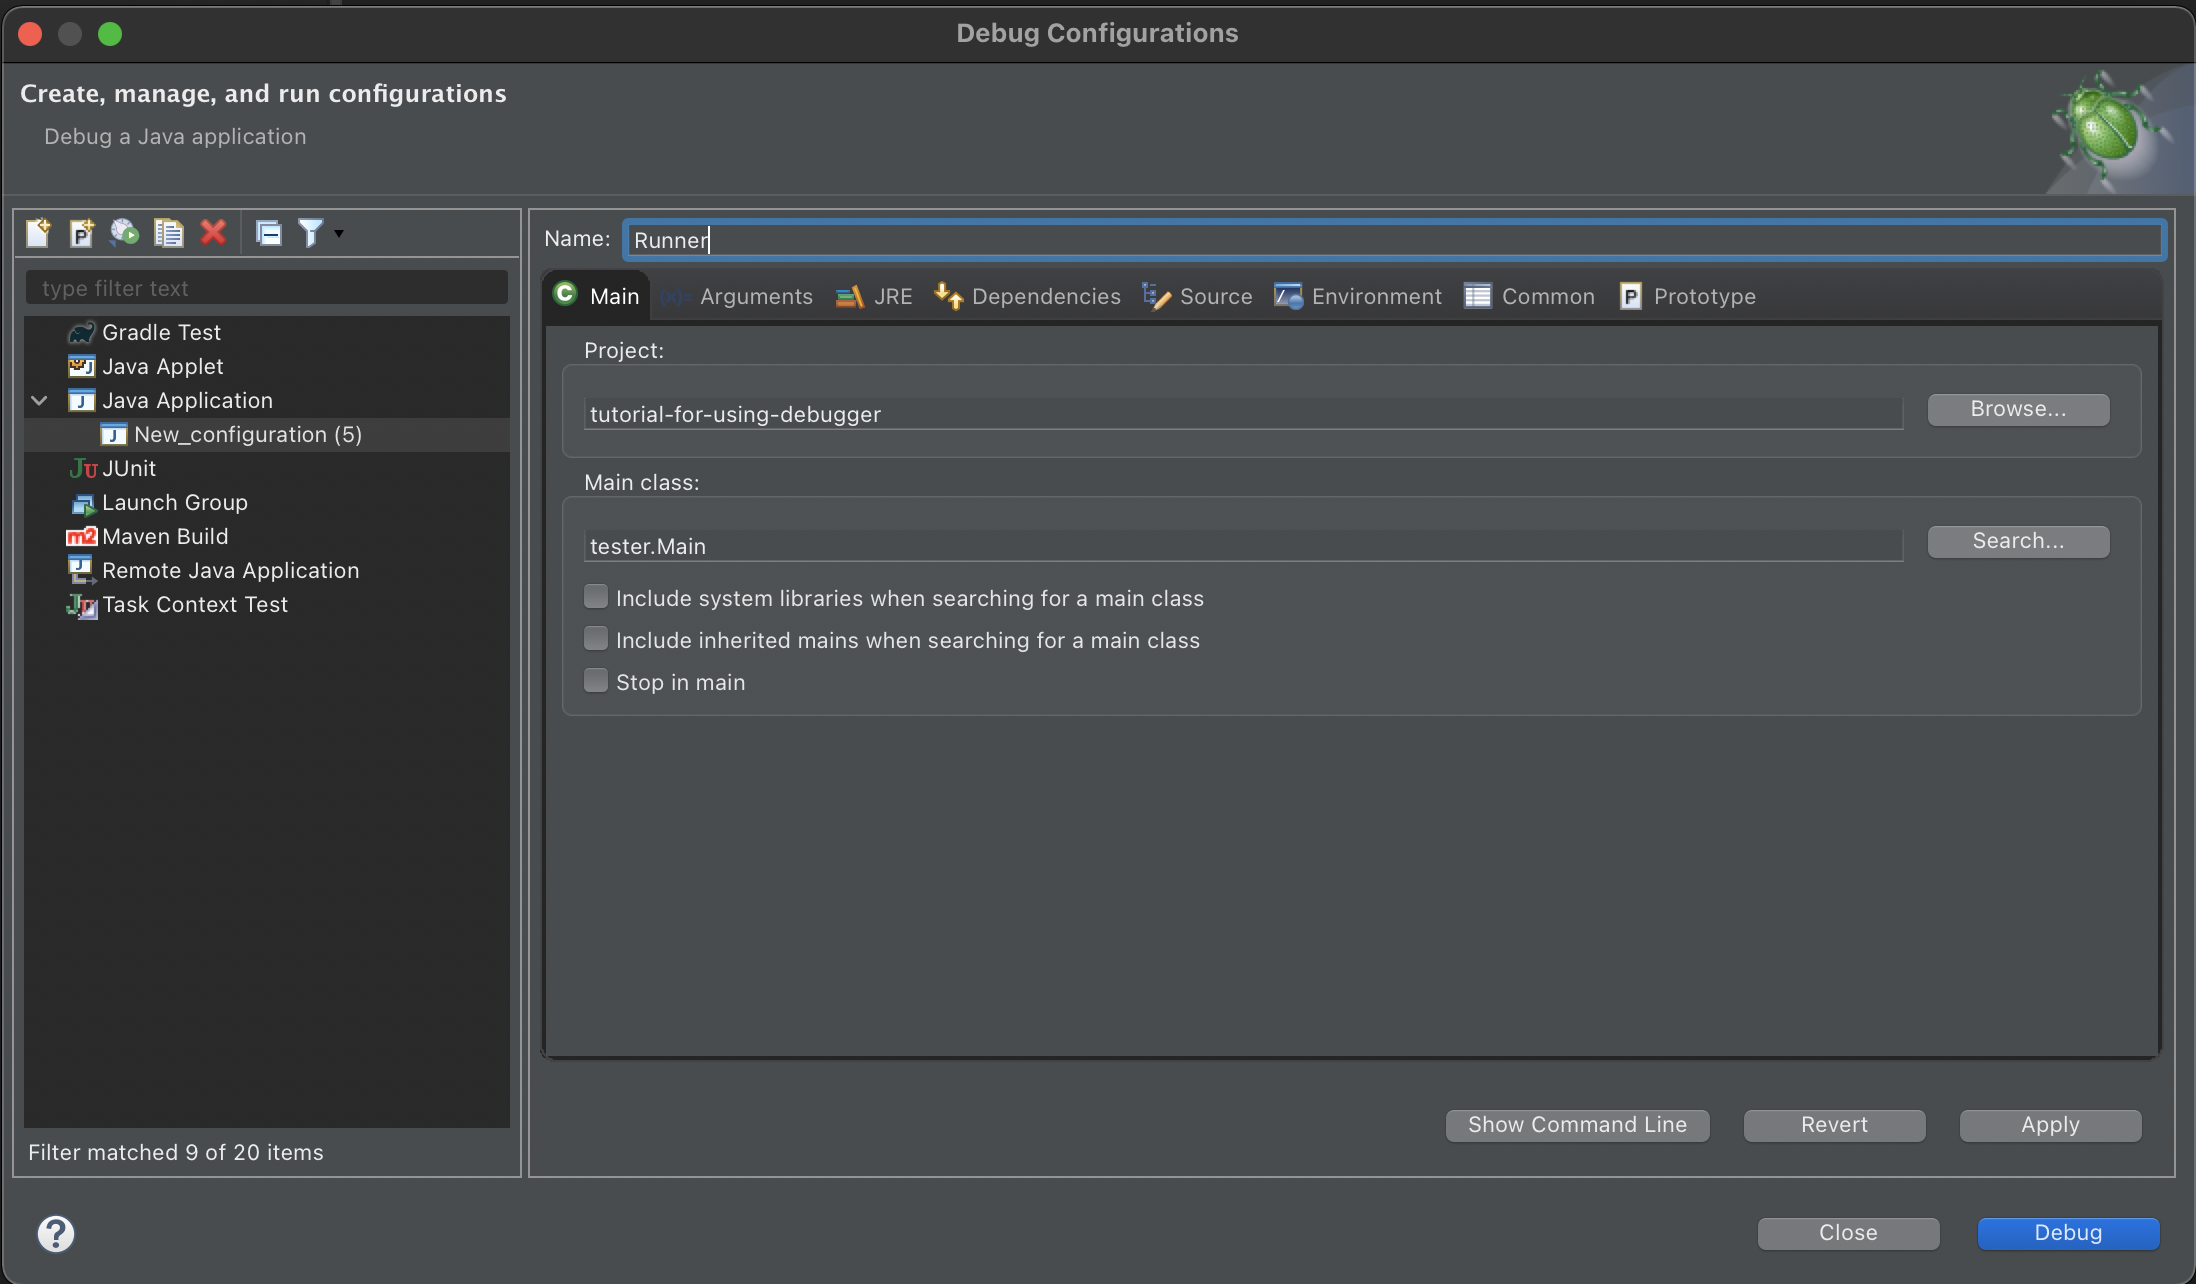 Debug Configurations
Create, manage, and run configurations
Debug a Java application
type filter text
Gradle Test
Java Applet
Java Application
New_configuration (5)
JUnit
Launch Group
Maven Build
Remote Java Application
Task Context Test
Filter matched 9 of 20 items
Name: Runner
Main Arguments JRE Dependencies Source Environment Common Prototype
Project:
tutorial-for-using-debugger Browse...
Main class:
tester.Main Search...
Include system libraries when searching for a main class
Include inherited mains when searching for a main class
Stop in main
Show Command Line Revert Apply
Close Debug